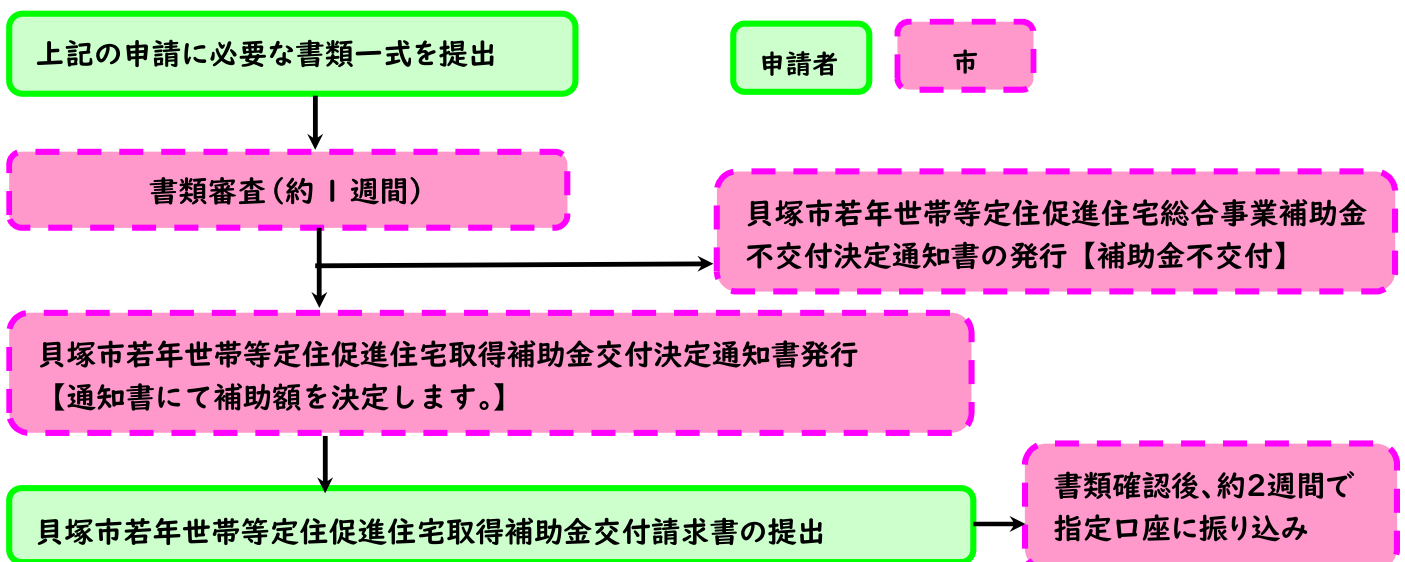 上記の申請に必要な書類一式を提出
申請者
市
書類審査(約1週間)
貝塚市若年世帯等定住促進住宅総合事業補助金
不交付決定通知書の発行【補助金不交付】
貝塚市若年世帯等定住促進住宅取得補助金交付決定通知書発行
【通知書にて補助額を決定します。】
貝塚市若年世帯等定住促進住宅取得補助金交付請求書の提出
書類確認後、約2週間で
指定口座に振り込み